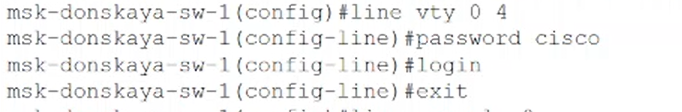 msk-donskaya-sw-1(config)#line vty 0 4
msk-donskaya-sw-1(config-line)#password cisco
msk-donskaya-sw-1(config-line)#login
msk-donskaya-sw-1(config-line)#exit